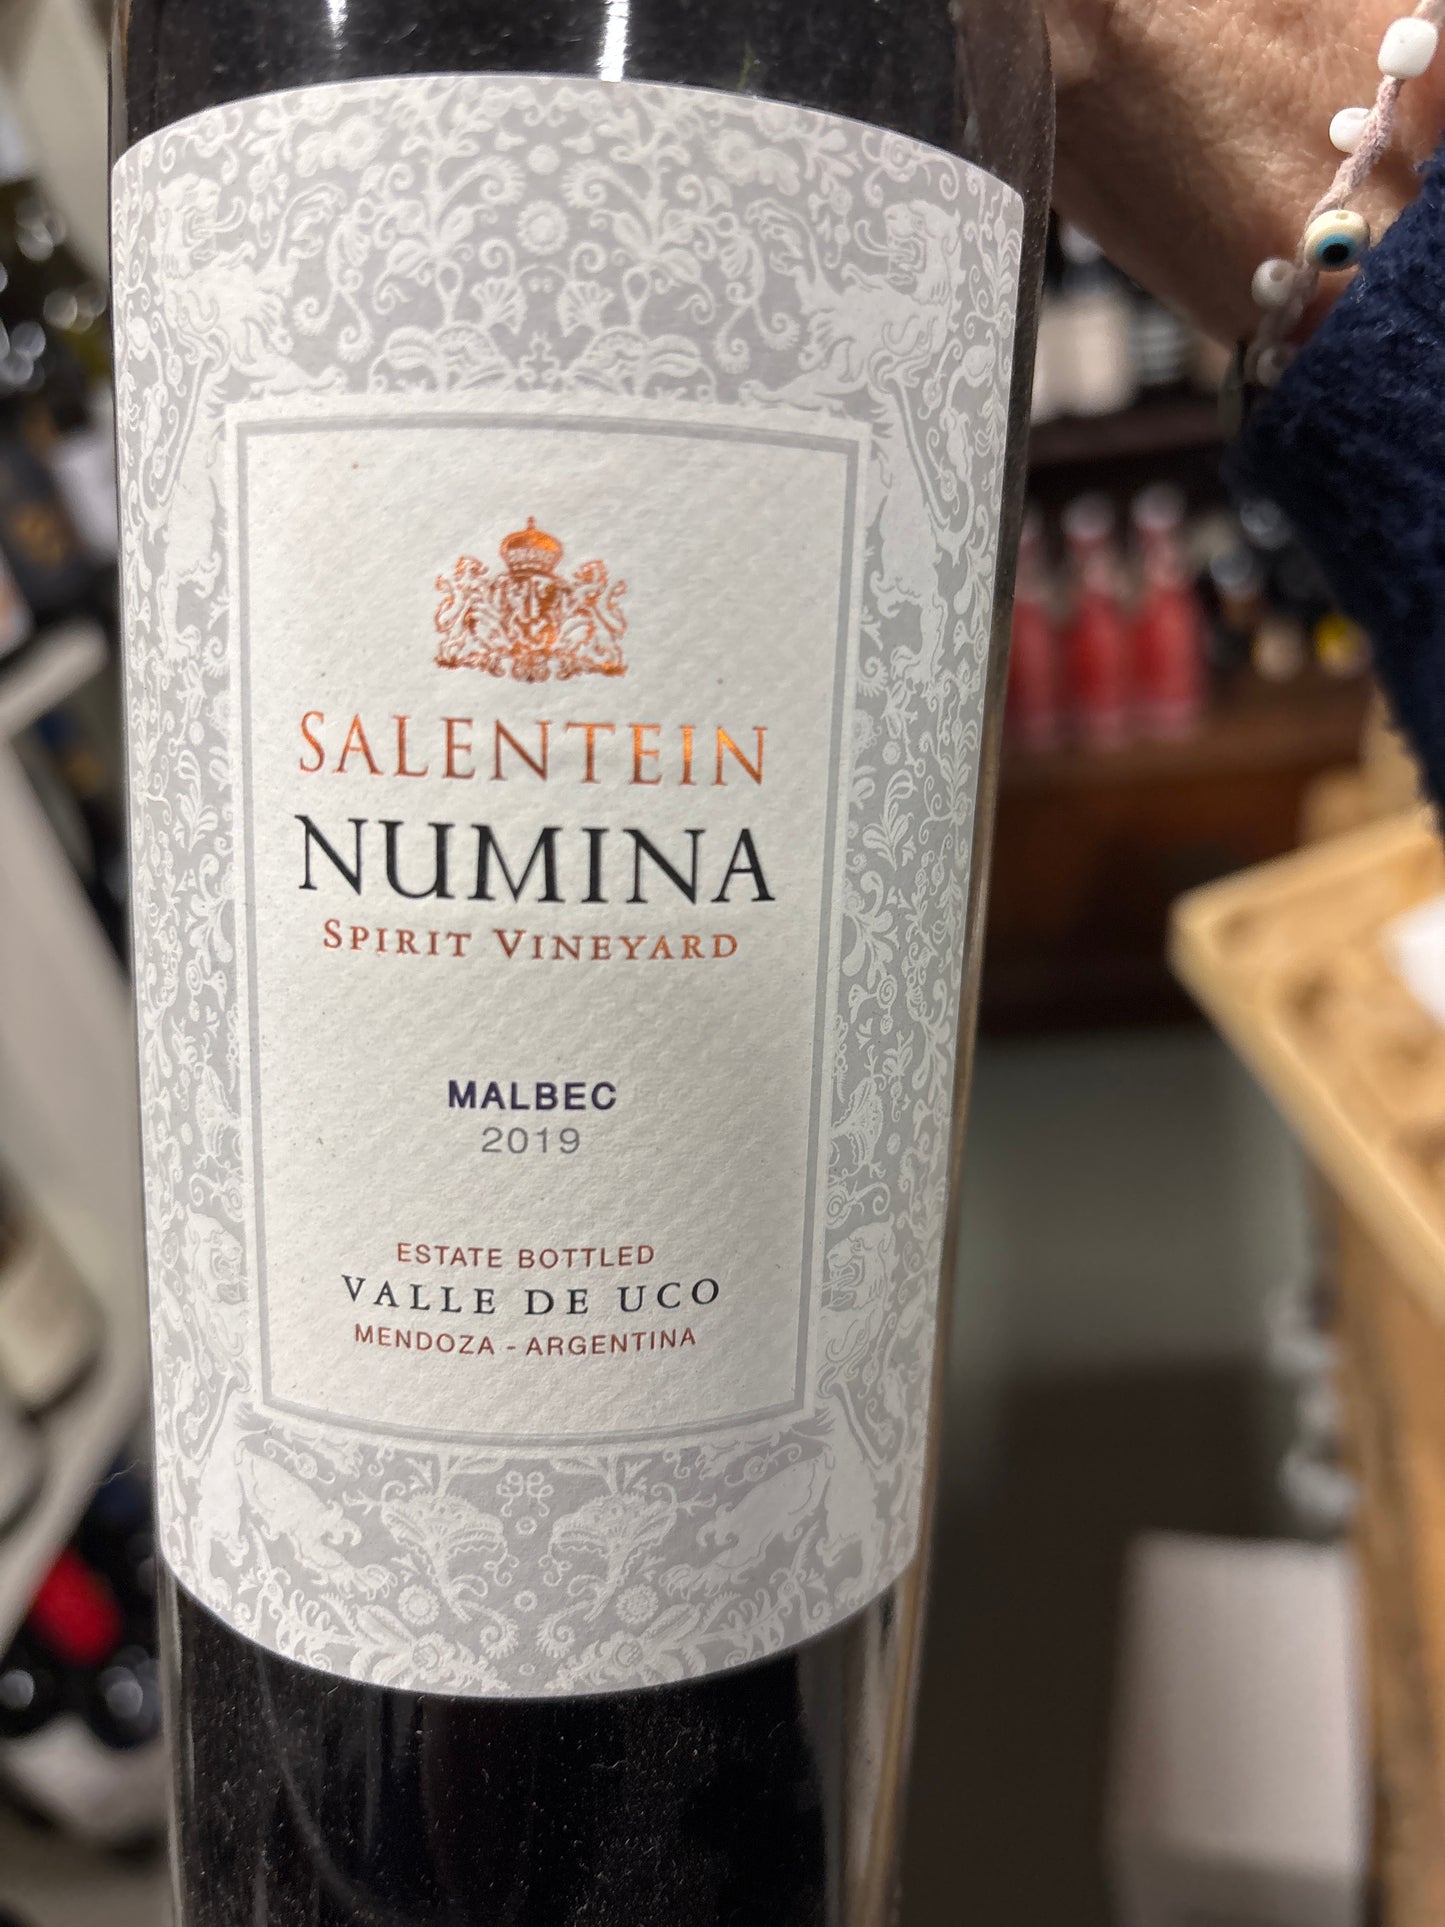 SALENTEIN
NUMINA
SPIRIT VINEYARD
MALBEC
2019
ESTATE BOTTLED
VALLE DE UCO
MENDOZA - ARGENTINA